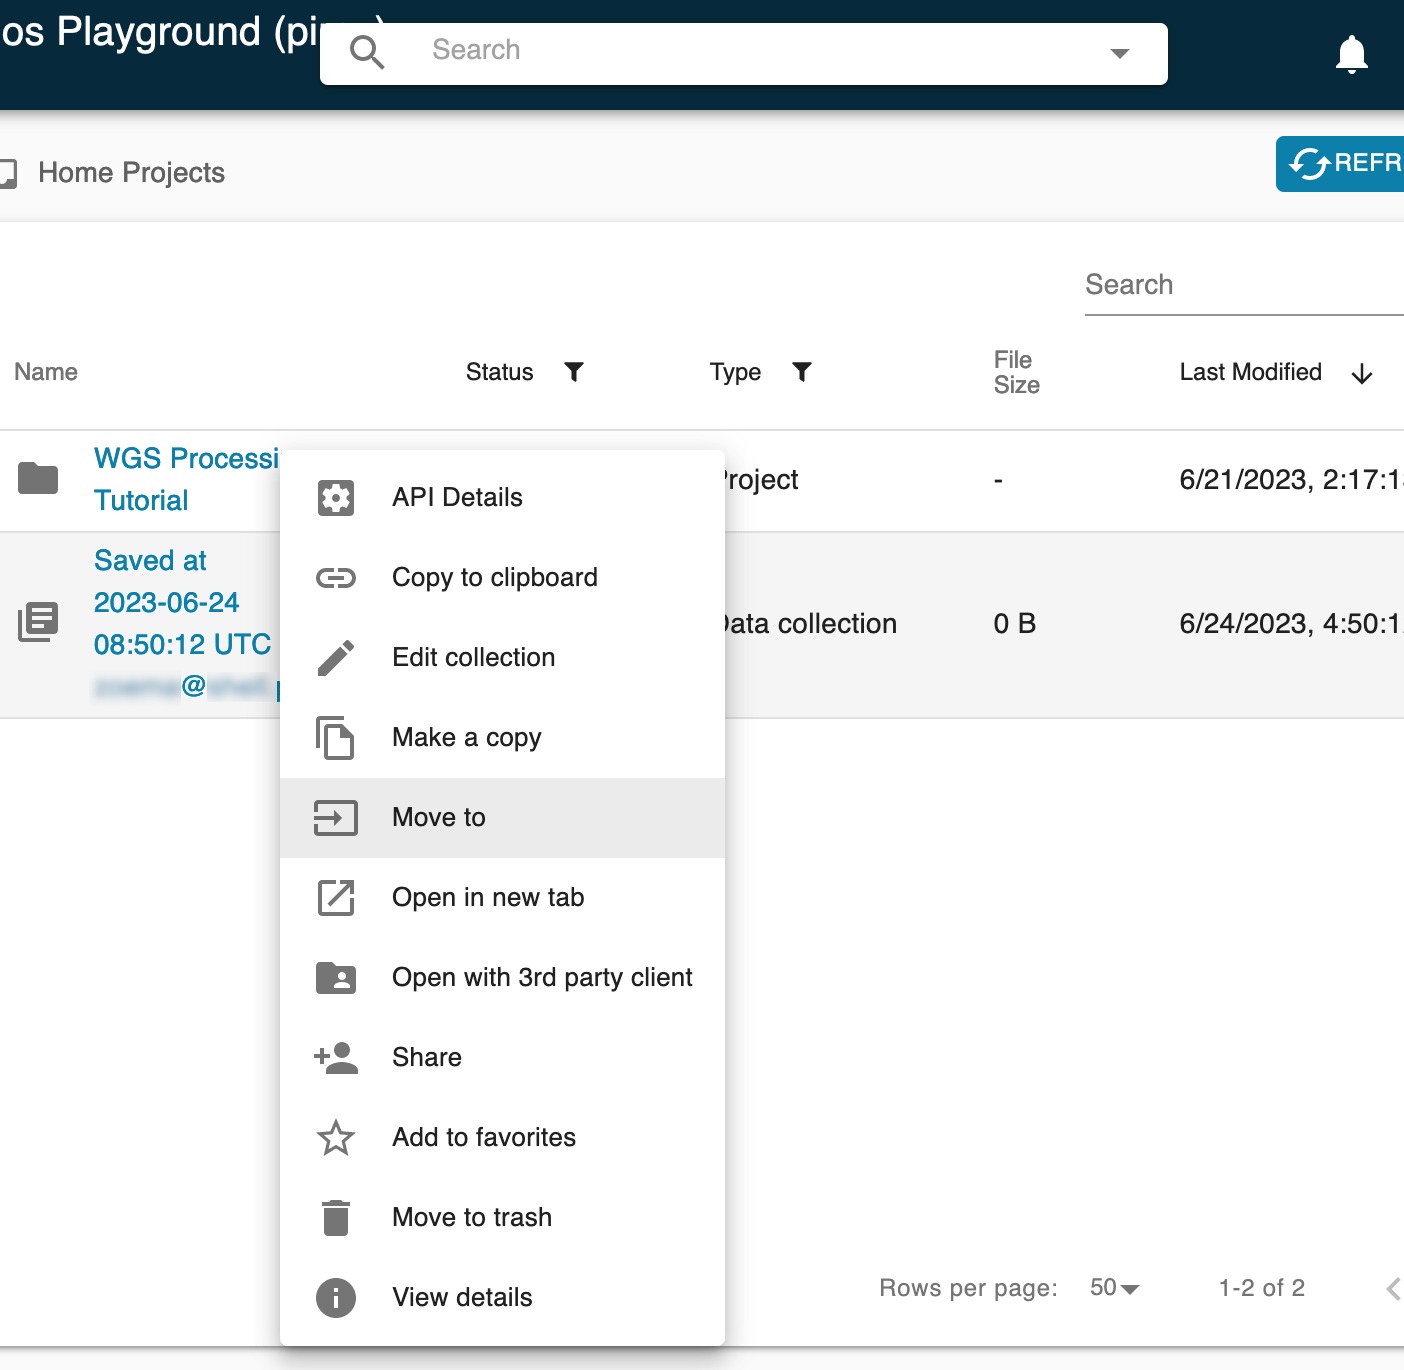 os Playground (pi
Search
Home Projects
REFR
Search
Name
Status
Type
File
Size
Last Modified
WGS Processi
Tutorial
Project
-
6/21/2023, 2:17:1
Saved at
2023-06-24
08:50:12 UTC
@
Data collection
0 B
6/24/2023, 4:50:1
API Details
Copy to clipboard
Edit collection
Make a copy
Move to
Open in new tab
Open with 3rd party client
Share
Add to favorites
Move to trash
View details
Rows per page:
50
1-2 of 2